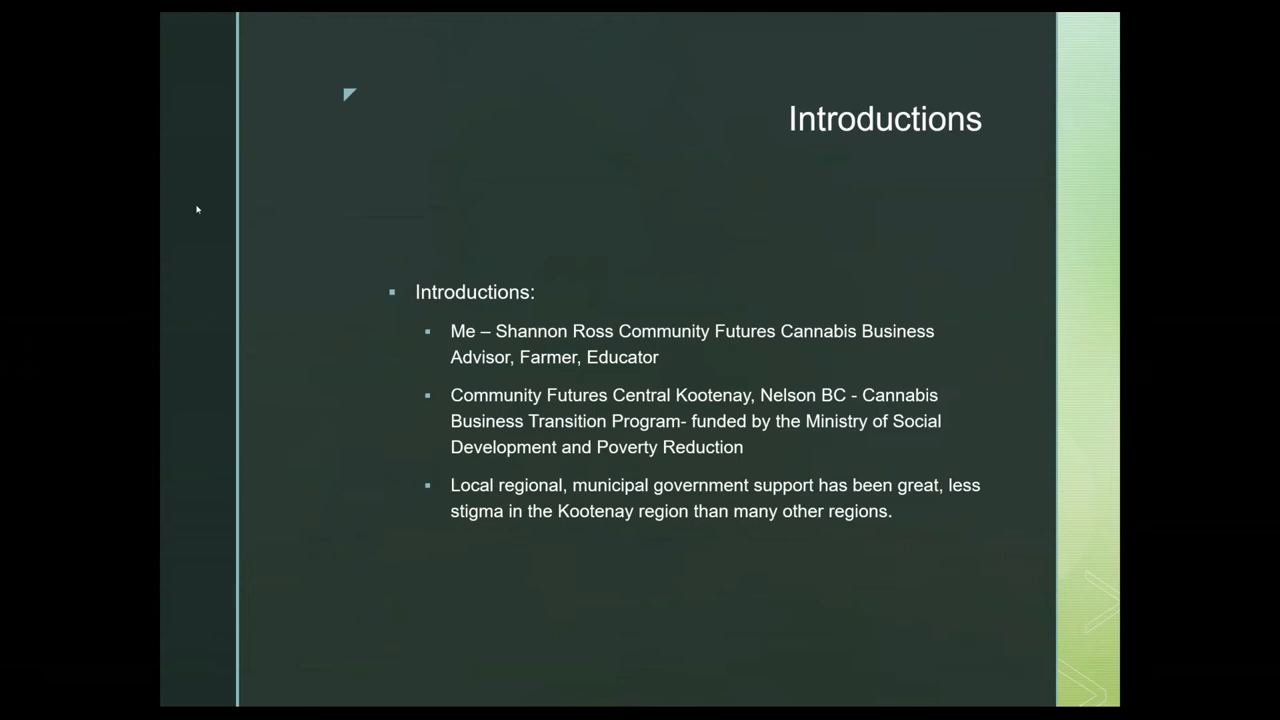 Introductions
Introductions:
Me – Shannon Ross Community Futures Cannabis Business
Advisor, Farmer, Educator
Community Futures Central Kootenay, Nelson BC - Cannabis
Business Transition Program- funded by the Ministry of Social
Development and Poverty Reduction
Local regional, municipal government support has been great, less
stigma in the Kootenay region than many other regions.